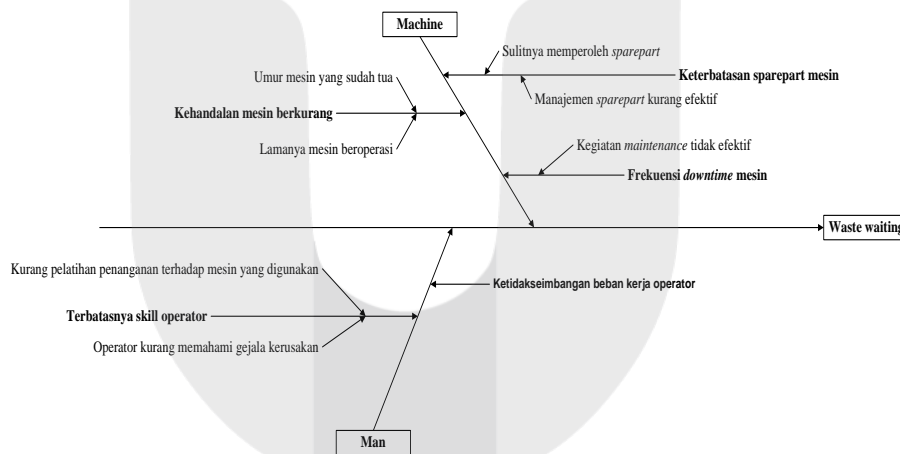 Machine
Sulitnya memperoleh sparepart
Umur mesin yang sudah tua
Keterbatasan sparepart mesin
Manajemen sparepart kurang efektif
Kehandalan mesin berkurang
Lamanya mesin beroperasi
Kegiatan maintenance tidak efektif
Frekuensi downtime mesin
Waste waiting
Kurang pelatihan penanganan terhadap mesin yang digunakan
Ketidakseimbangan beban kerja operator
Terbatasnya skill operator
Operator kurang memahami gejala kerusakan
Man